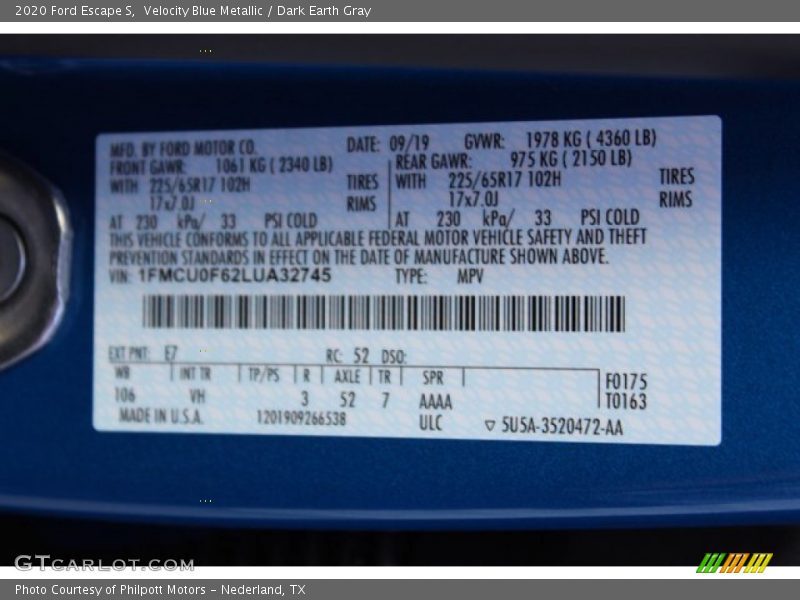 2020 Ford Escape S,  Velocity Blue Metallic / Dark Earth Gray
MFD. BY FORD MOTOR CO. DATE: 09/19 GVWR: 1978 KG ( 4360 LB)
FRONT GAWR: 1061 KG ( 2340 LB) REAR GAWR: 975 KG ( 2150 LB)
WITH 225/65R17 102H TIRES WITH 225/65R17 102H TIRES
17x7.0J RIMS 17x7.0J RIMS
AT 230 kPa/ 33 PSI COLD AT 230 kPa/ 33 PSI COLD
THIS VEHICLE CONFORMS TO ALL APPLICABLE FEDERAL MOTOR VEHICLE SAFETY AND THEFT
PREVENTION STANDARDS IN EFFECT ON THE DATE OF MANUFACTURE SHOWN ABOVE.
VIN: 1FMCU0F62LUA32745 TYPE: MPV
EXT PNT: E7 RC: 52 DSO:
WB INT TR TP/PS R AXLE TR SPR F0175
106 VH 3 52 7 AAAA T0163
MADE IN U.S.A. 1201909266538 ULC ▽ 5U5A-3520472-AA
GTCARLOT.COM
Photo Courtesy of Philpott Motors - Nederland, TX